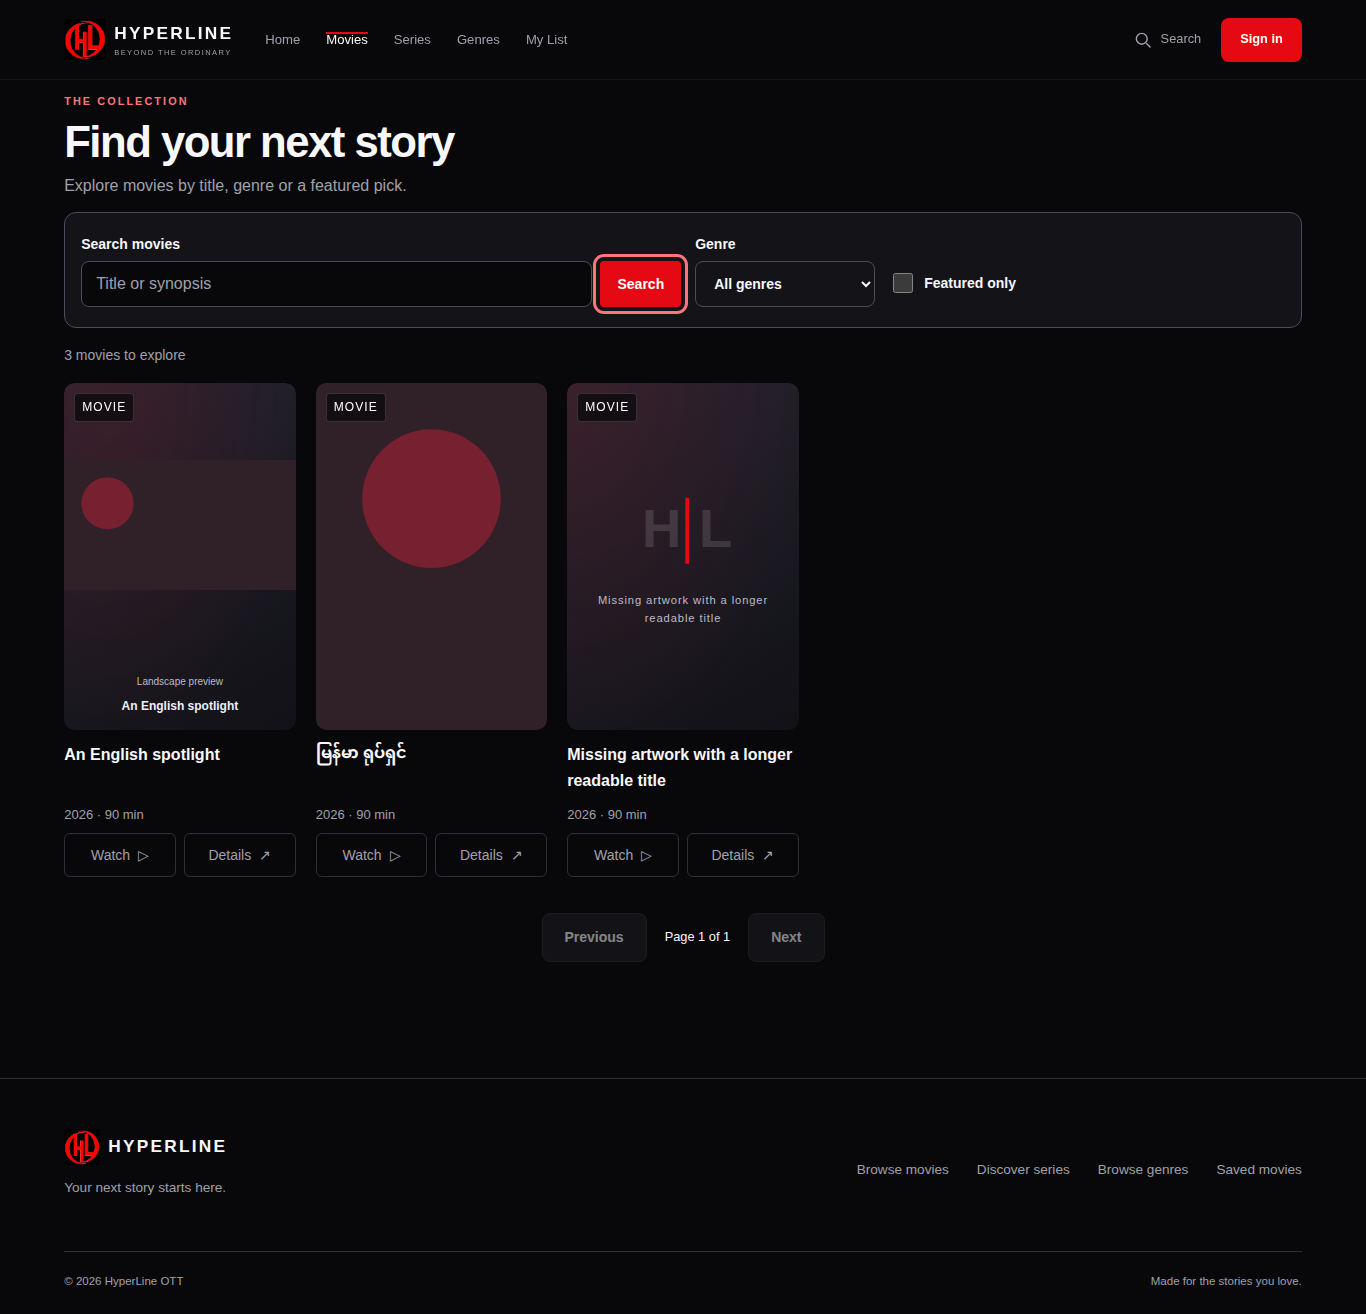 HYPERLINE
BEYOND THE ORDINARY
Home
Movies
Series
Genres
My List
Search
Sign in
THE COLLECTION
Find your next story
Explore movies by title, genre or a featured pick.
Search movies
Genre
Title or synopsis
Search
All genres
Featured only
3 movies to explore
MOVIE
MOVIE
MOVIE
H L
Missing artwork with a longer
readable title
Landscape preview
An English spotlight
An English spotlight
မြန်မာ ရုပ်ရှင်
Missing artwork with a longer
readable title
2026 · 90 min
2026 · 90 min
2026 · 90 min
Watch ▷
Details ↗
Watch ▷
Details ↗
Watch ▷
Details ↗
Previous
Page 1 of 1
Next
HYPERLINE
Your next story starts here.
Browse movies
Discover series
Browse genres
Saved movies
© 2026 HyperLine OTT
Made for the stories you love.